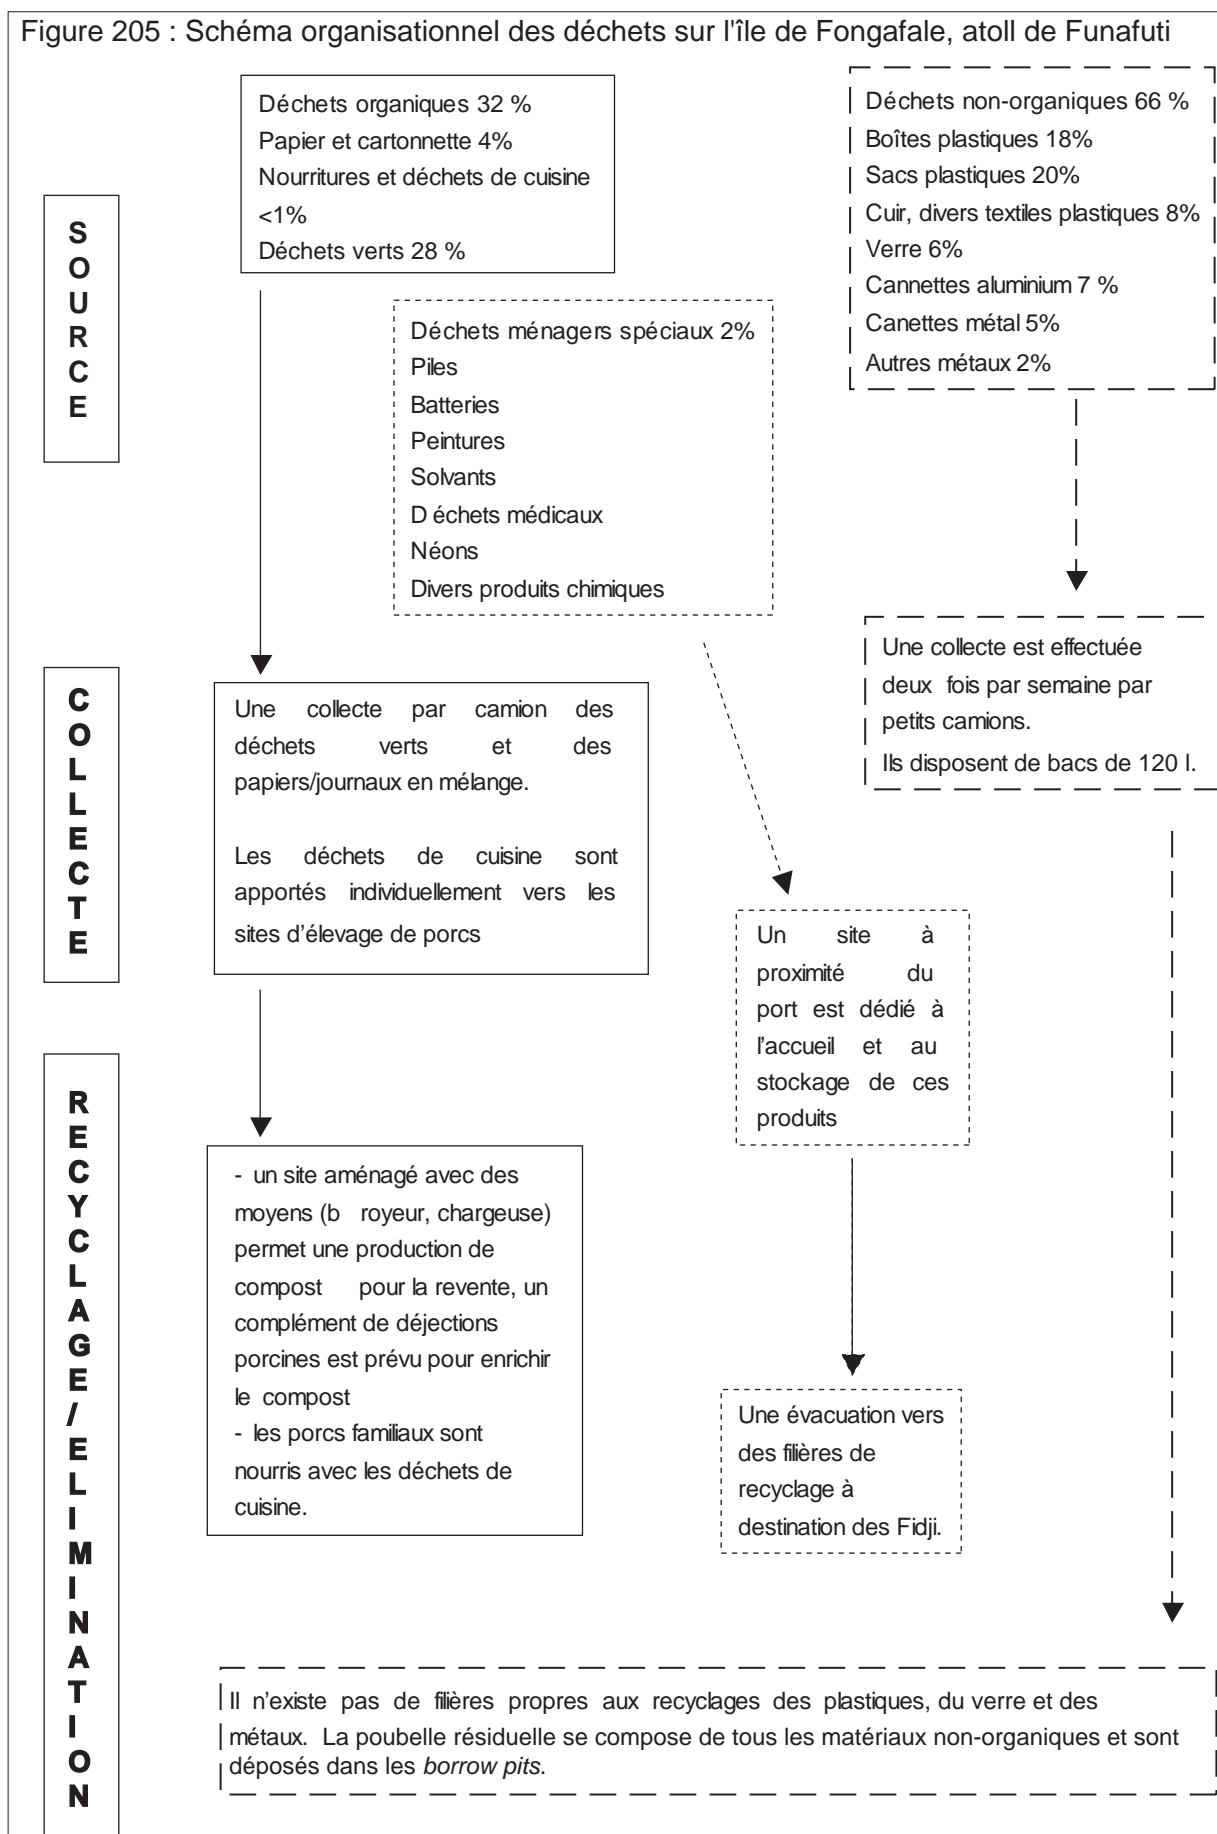 Figure 205 : Schéma organisationnel des déchets sur l'île de Fongafale, atoll de Funafuti
SOURCE
Déchets organiques 32 %
Papier et cartonnette 4%
Nourritures et déchets de cuisine
<1%
Déchets verts 28 %
Déchets ménagers spéciaux 2%
Piles
Batteries
Peintures
Solvants
D échets médicaux
Néons
Divers produits chimiques
Déchets non-organiques 66 %
Boîtes plastiques 18%
Sacs plastiques 20%
Cuir, divers textiles plastiques 8%
Verre 6%
Cannettes aluminium 7 %
Canettes métal 5%
Autres métaux 2%
COLLECTE
Une collecte par camion des
déchets verts et des
papiers/journaux en mélange.
Les déchets de cuisine sont
apportés individuellement vers les
sites d'élevage de porcs
Un site à
proximité du
port est dédié à
l'accueil et au
stockage de ces
produits
Une collecte est effectuée
deux fois par semaine par
petits camions.
Ils disposent de bacs de 120 l.
RECYCLAGE/ELIMINATION
- un site aménagé avec des
moyens (b royeur, chargeuse)
permet une production de
compost pour la revente, un
complément de déjections
porcines est prévu pour enrichir
le compost
- les porcs familiaux sont
nourris avec les déchets de
cuisine.
Une évacuation vers
des filières de
recyclage à
destination des Fidji.
Il n'existe pas de filières propres aux recyclages des plastiques, du verre et des
métaux. La poubelle résiduelle se compose de tous les matériaux non-organiques et sont
déposés dans les borrow pits.